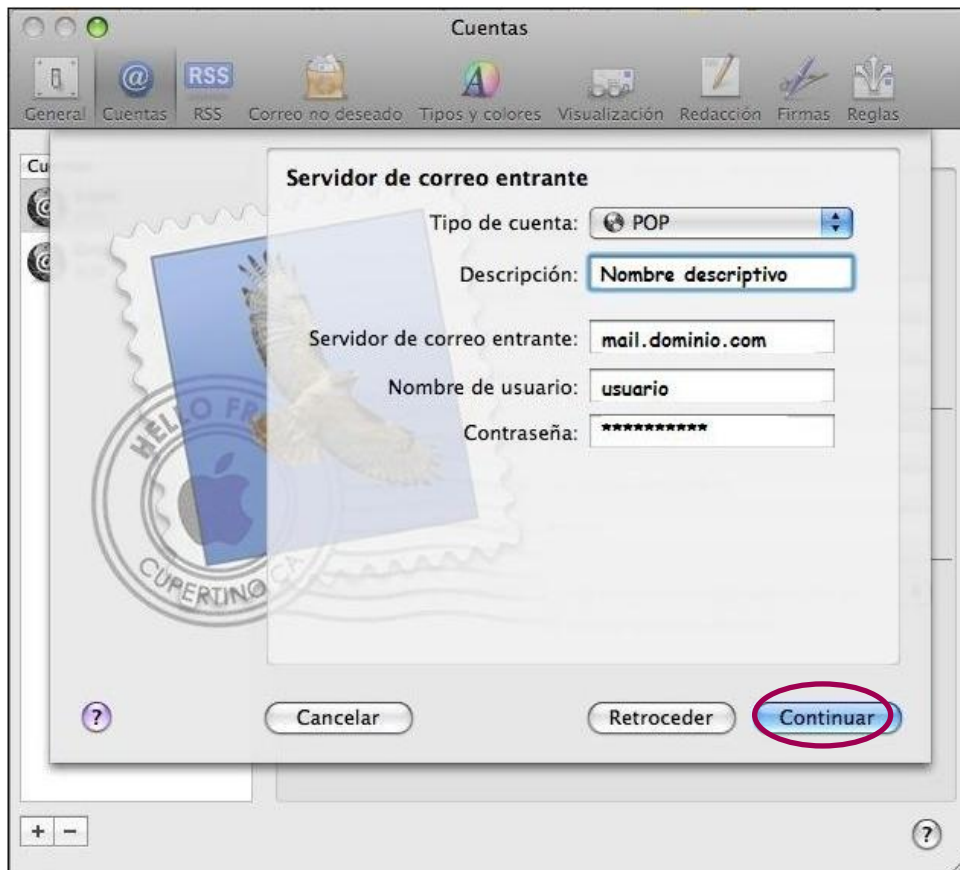 Cuentas
RSS
General Cuentas RSS Correo no deseado Tipos y colores Visualización Redacción Firmas Reglas
Cu
Servidor de correo entrante
Tipo de cuenta: POP
Descripción: Nombre descriptivo
Servidor de correo entrante: mail.dominio.com
Nombre de usuario: usuario
Contraseña: **********
HELLO FR
CUPERTINO CA
? Cancelar Retroceder Continuar
+ - ?